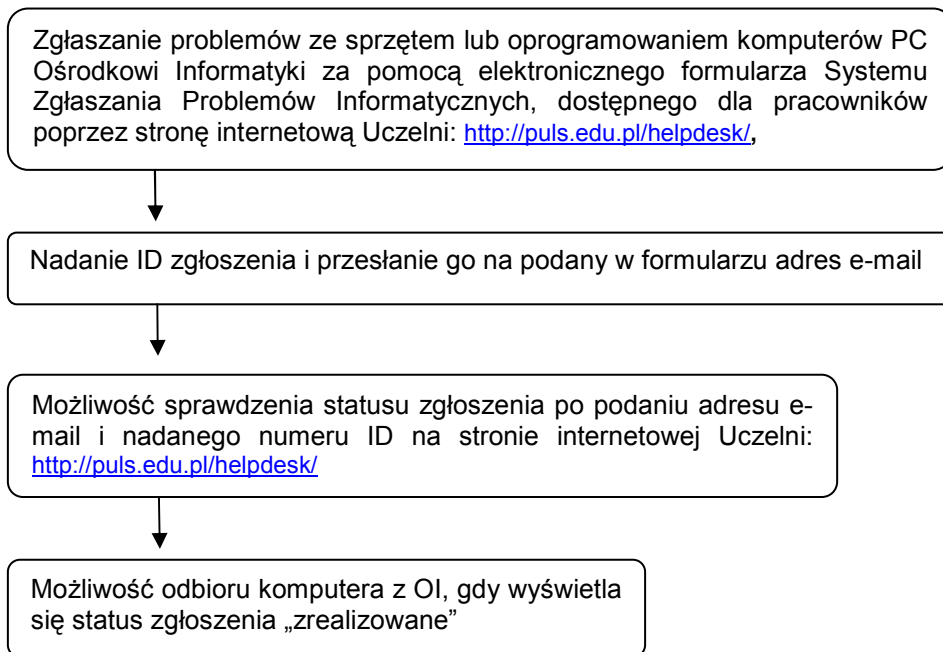 Zgłaszanie problemów ze sprzętem lub oprogramowaniem komputerów PC
Ośrodkowi Informatyki za pomocą elektronicznego formularza Systemu
Zgłaszania Problemów Informatycznych, dostępnego dla pracowników
poprzez stronę internetową Uczelni: http://puls.edu.pl/helpdesk/,
Nadanie ID zgłoszenia i przesłanie go na podany w formularzu adres e-mail
Możliwość sprawdzenia statusu zgłoszenia po podaniu adresu e-
mail i nadanego numeru ID na stronie internetowej Uczelni:
http://puls.edu.pl/helpdesk/
Możliwość odbioru komputera z OI, gdy wyświetla
się status zgłoszenia „zrealizowane”